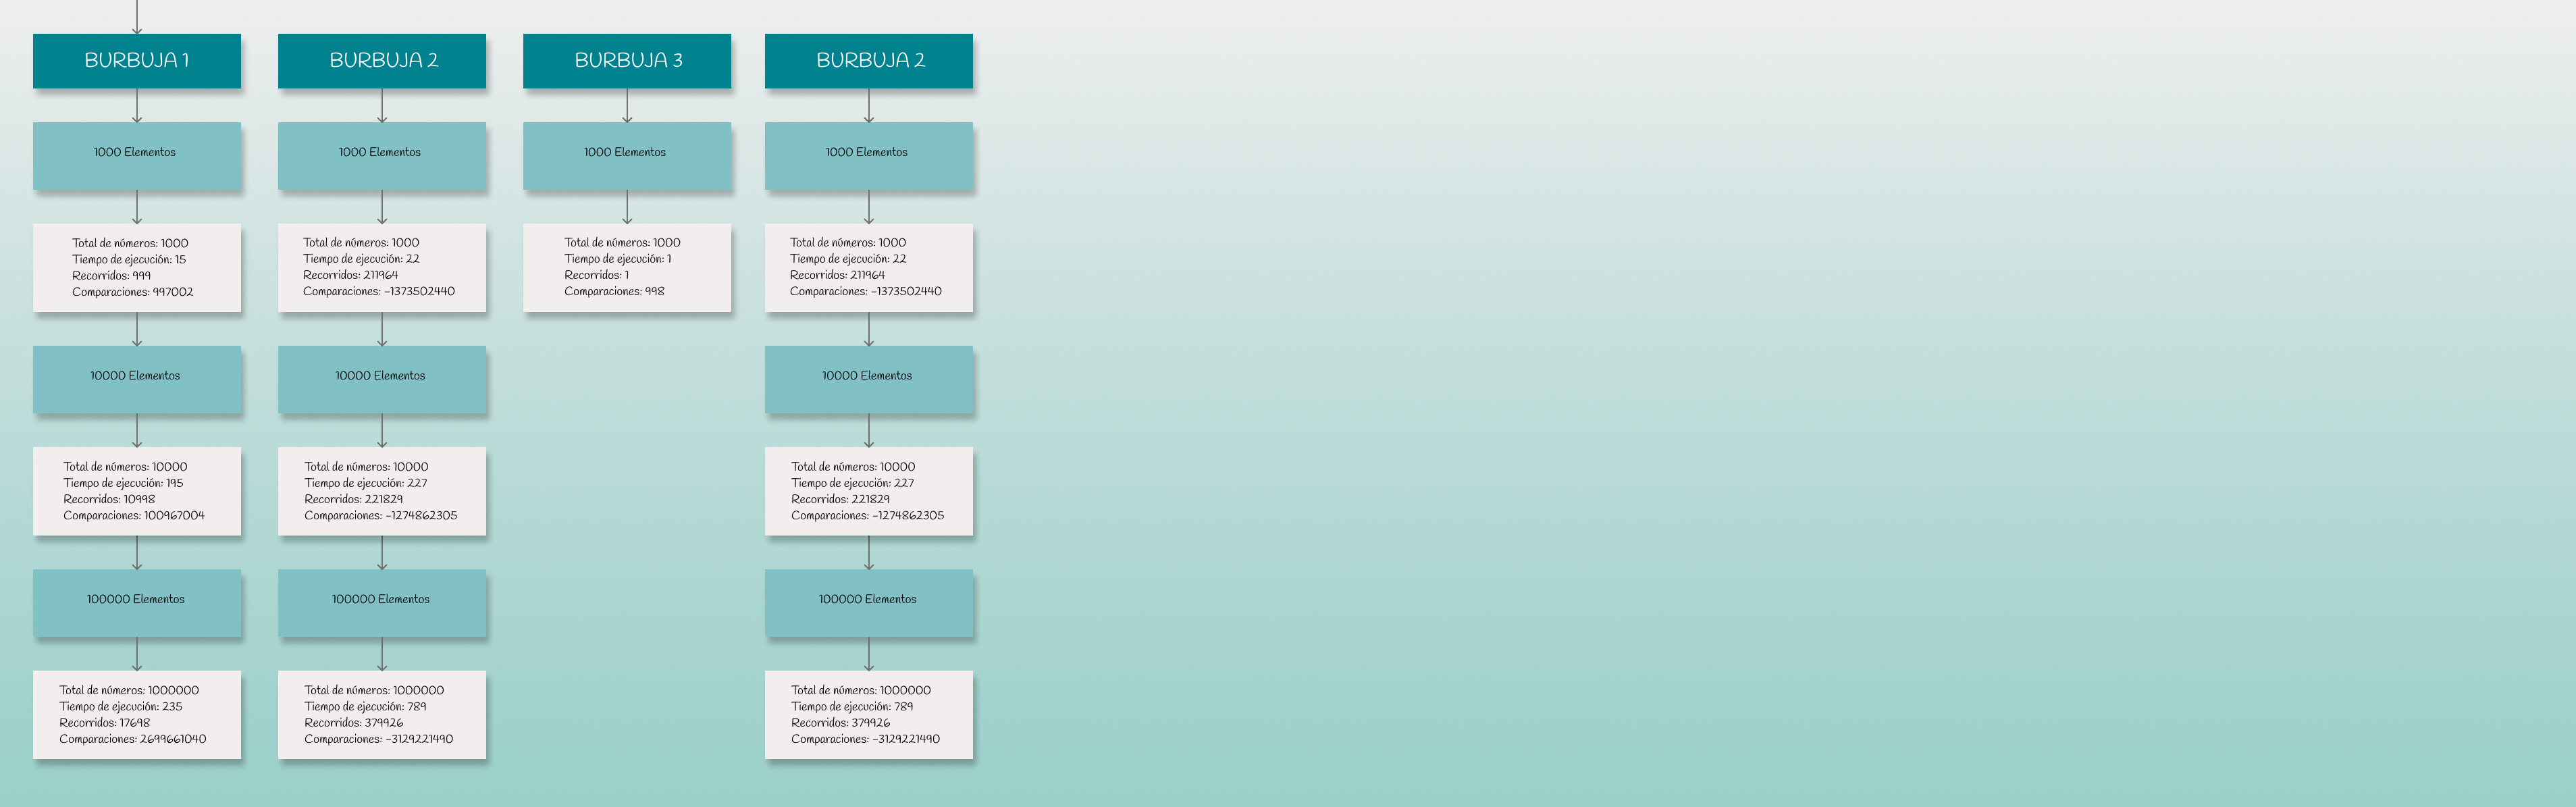 BURBUJA 1
1000 Elementos
Total de números: 1000
Tiempo de ejecución: 15
Recorridos: 999
Comparaciones: 997002
10000 Elementos
Total de números: 10000
Tiempo de ejecución: 195
Recorridos: 10998
Comparaciones: 100967004
100000 Elementos
Total de números: 1000000
Tiempo de ejecución: 235
Recorridos: 17698
Comparaciones: 2699661040
BURBUJA 2
1000 Elementos
Total de números: 1000
Tiempo de ejecución: 22
Recorridos: 211964
Comparaciones: -1373502440
10000 Elementos
Total de números: 10000
Tiempo de ejecución: 227
Recorridos: 221829
Comparaciones: -1274862305
100000 Elementos
Total de números: 1000000
Tiempo de ejecución: 789
Recorridos: 379926
Comparaciones: -3129221490
BURBUJA 3
1000 Elementos
Total de números: 1000
Tiempo de ejecución: 1
Recorridos: 1
Comparaciones: 998
BURBUJA 2
1000 Elementos
Total de números: 1000
Tiempo de ejecución: 22
Recorridos: 211964
Comparaciones: -1373502440
10000 Elementos
Total de números: 10000
Tiempo de ejecución: 227
Recorridos: 221829
Comparaciones: -1274862305
100000 Elementos
Total de números: 1000000
Tiempo de ejecución: 789
Recorridos: 379926
Comparaciones: -3129221490